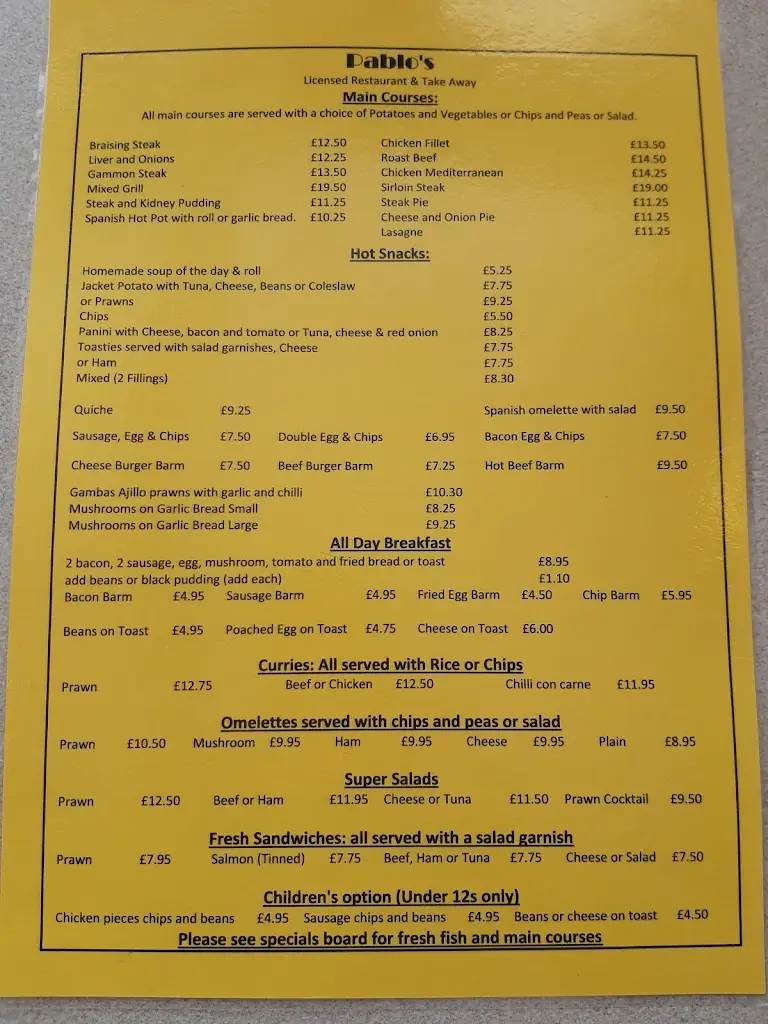 Pablo's
Licensed Restaurant & Take Away
Main Courses:
All main courses are served with a choice of Potatoes and Vegetables or Chips and Peas or Salad.
Braising Steak £12.50 Chicken Fillet £13.50
Liver and Onions £12.25 Roast Beef £14.50
Gammon Steak £13.50 Chicken Mediterranean £14.25
Mixed Grill £19.50 Sirloin Steak £19.00
Steak and Kidney Pudding £11.25 Steak Pie £11.25
Spanish Hot Pot with roll or garlic bread. £10.25 Cheese and Onion Pie £11.25
Lasagne £11.25
Hot Snacks:
Homemade soup of the day & roll £5.25
Jacket Potato with Tuna, Cheese, Beans or Coleslaw £7.75
or Prawns £9.25
Chips £5.50
Panini with Cheese, bacon and tomato or Tuna, cheese & red onion £8.25
Toasties served with salad garnishes, Cheese £7.75
or Ham £7.75
Mixed (2 Fillings) £8.30
Quiche £9.25 Spanish omelette with salad £9.50
Sausage, Egg & Chips £7.50 Double Egg & Chips £6.95 Bacon Egg & Chips £7.50
Cheese Burger Barm £7.50 Beef Burger Barm £7.25 Hot Beef Barm £9.50
Gambas Ajillo prawns with garlic and chilli £10.30
Mushrooms on Garlic Bread Small £8.25
Mushrooms on Garlic Bread Large £9.25
All Day Breakfast
2 bacon, 2 sausage, egg, mushroom, tomato and fried bread or toast £8.95
add beans or black pudding (add each) £1.10
Bacon Barm £4.95 Sausage Barm £4.95 Fried Egg Barm £4.50 Chip Barm £5.95
Beans on Toast £4.95 Poached Egg on Toast £4.75 Cheese on Toast £6.00
Curries: All served with Rice or Chips
Prawn £12.75 Beef or Chicken £12.50 Chilli con carne £11.95
Omelettes served with chips and peas or salad
Prawn £10.50 Mushroom £9.95 Ham £9.95 Cheese £9.95 Plain £8.95
Super Salads
Prawn £12.50 Beef or Ham £11.95 Cheese or Tuna £11.50 Prawn Cocktail £9.50
Fresh Sandwiches: all served with a salad garnish
Prawn £7.95 Salmon (Tinned) £7.75 Beef, Ham or Tuna £7.75 Cheese or Salad £7.50
Children's option (Under 12s only)
Chicken pieces chips and beans £4.95 Sausage chips and beans £4.95 Beans or cheese on toast £4.50
Please see specials board for fresh fish and main courses